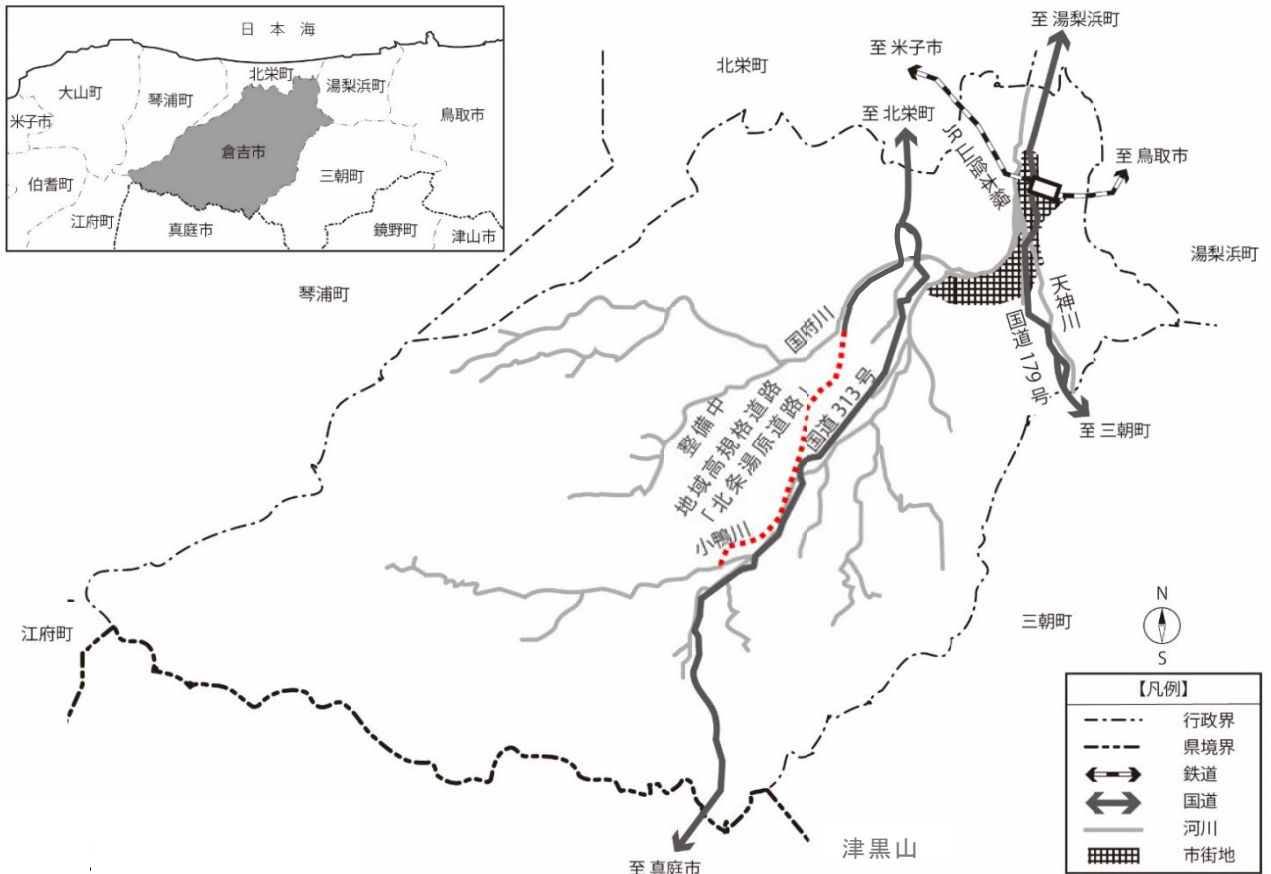 日本海
北栄町
湯梨浜町
大山町
琴浦町
鳥取市
米子市
倉吉市
伯耆町
三朝町
江府町
真庭市
鏡野町
津山市
至 湯梨浜町
至 米子市
北栄町
至 北栄町
JR山陰本線
至 鳥取市
湯梨浜町
琴浦町
天神川
国府川
国道 179 号
整備中
地域高規格道路
「北条湯原道路」
国道 313 号
至 三朝町
小鴨川
三朝町
江府町
N
S
【凡例】
行政界
県境界
鉄道
国道
河川
市街地
津黒山
至 真庭市